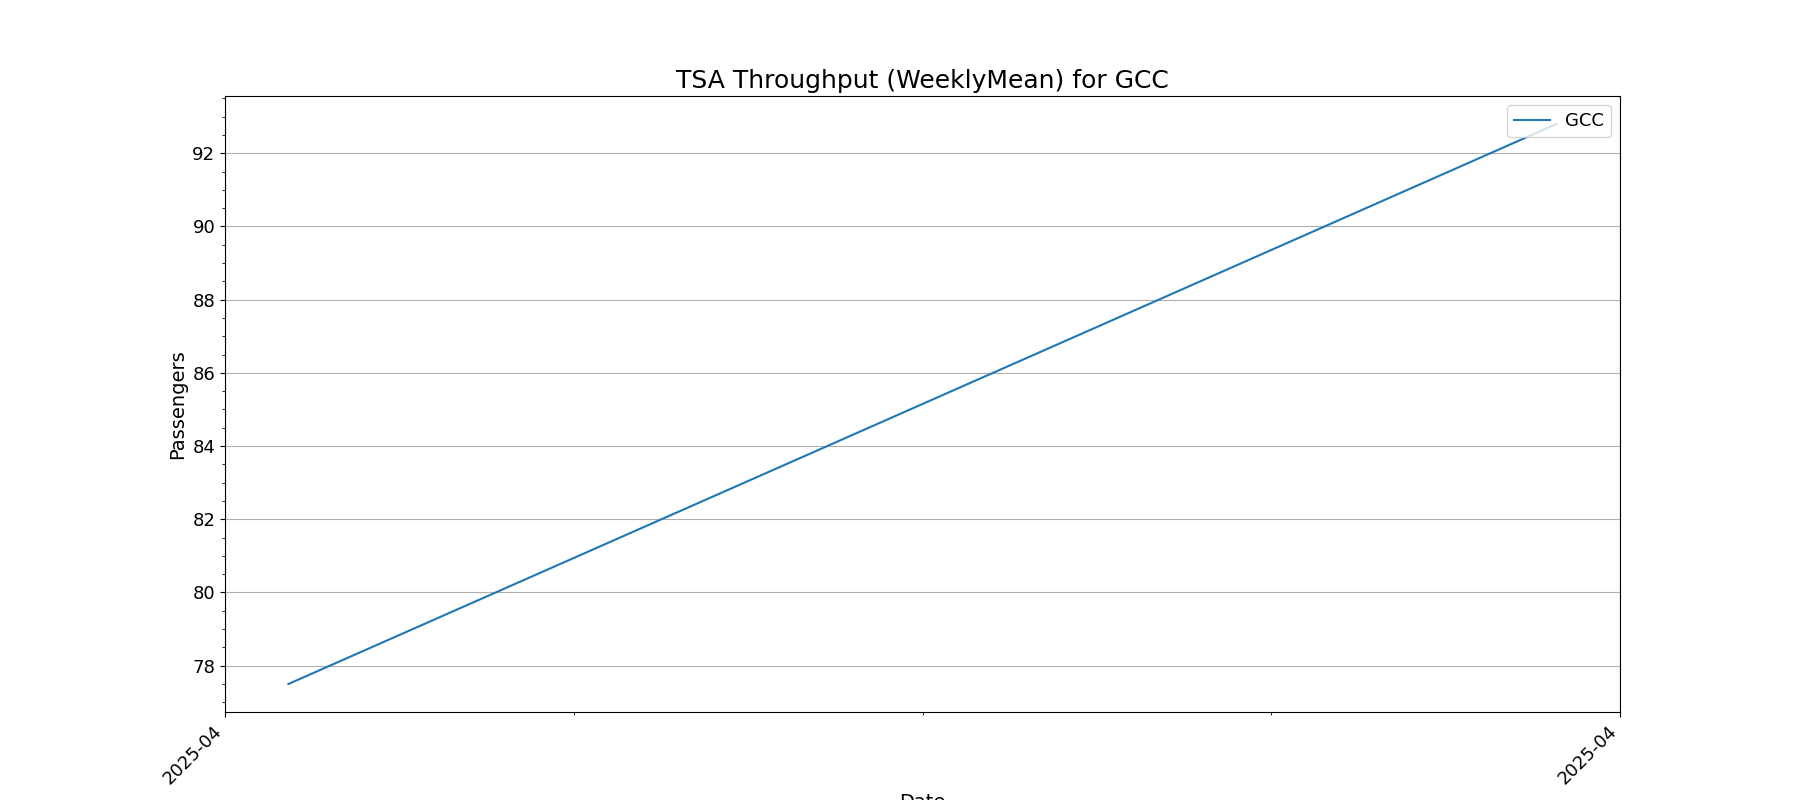 TSA Throughput (WeeklyMean) for GCC
GCC
92
90
88
86
84
82
80
78
Passengers
2025-04
2025-04
Date